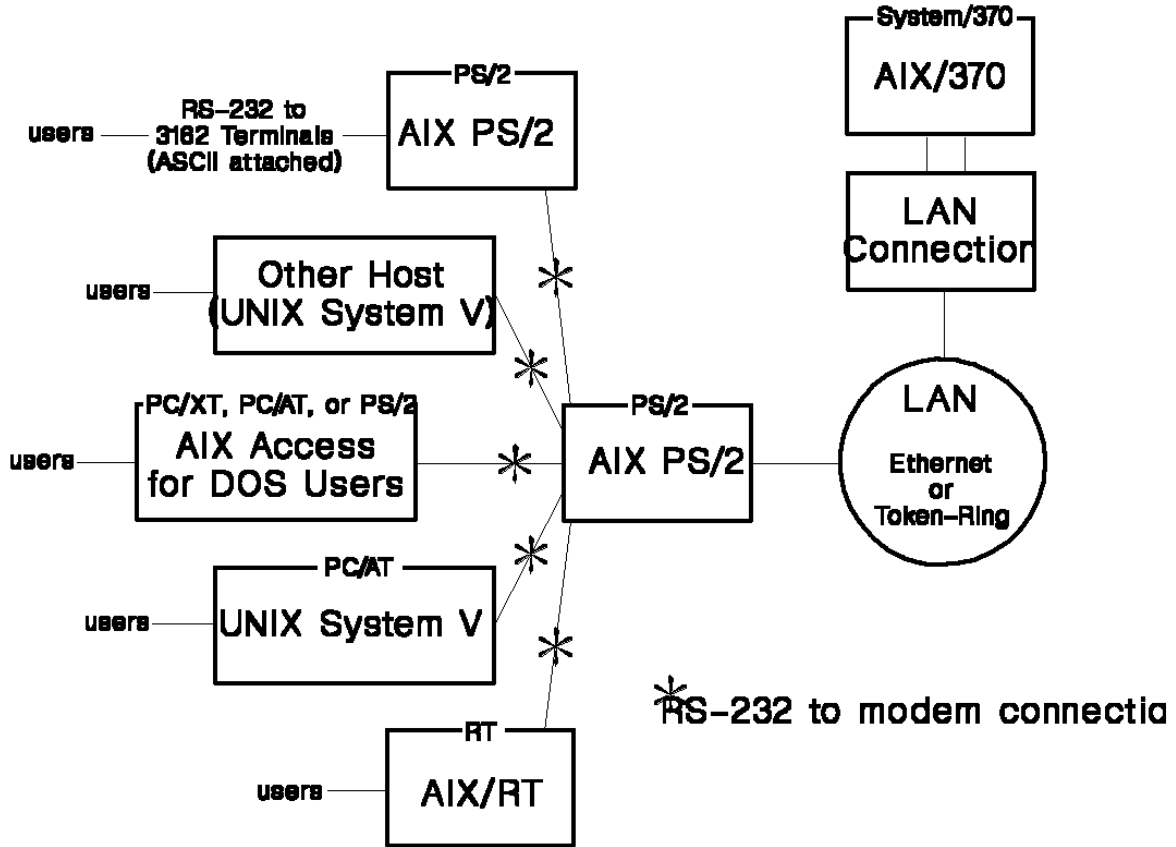 System/370
AIX/370
PS/2
AIX PS/2
users
RS-232 to
3162 Terminals
(ASCII attached)
LAN
Connection
users
Other Host
(UNIX System V)
PC/XT, PC/AT, or PS/2
users
AIX Access
for DOS Users
PS/2
AIX PS/2
LAN
Ethernet
or
Token-Ring
PC/AT
users
UNIX System V
* RS-232 to modem connectio
RT
users
AIX/RT